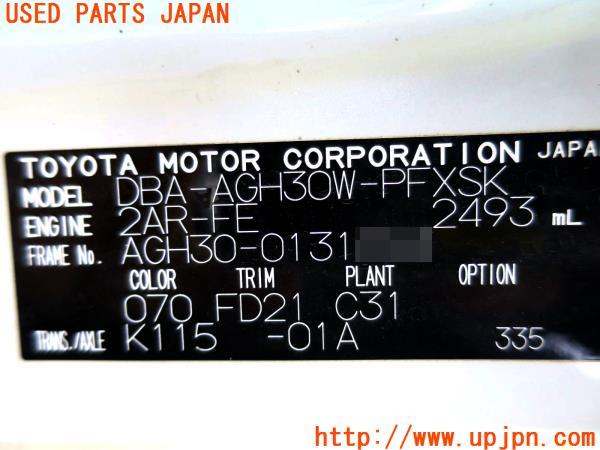 USED PARTS JAPAN
TOYOTA MOTOR CORPORATION JAPAN
MODEL DBA-AGH30W-PFXSK
ENGINE 2AR-FE 2493 mL
FRAME No. AGH30-0131
COLOR TRIM PLANT OPTION
070 FD21 C31
TRANS./AXLE K115 -01A 335
http://www.upjpn.com/